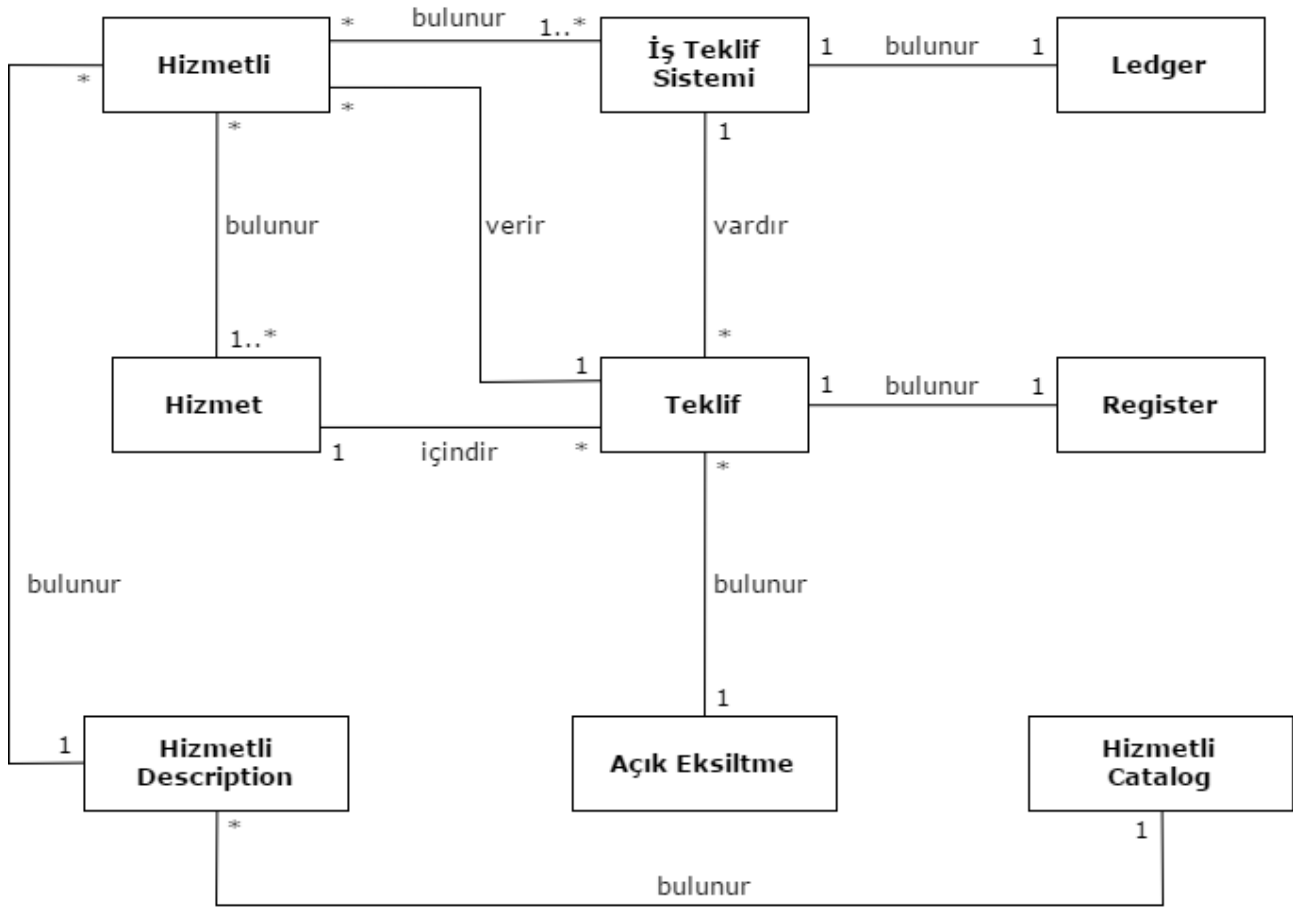 * bulunur 1..*
Hizmetli
İş Teklif
Sistemi
1 bulunur 1
Ledger
*
*
*
1
bulunur
verir
vardır
1..*
*
1
Hizmet
Teklif
1 bulunur 1
Register
1 içindir *
*
bulunur
bulunur
1
1
Hizmetli
Description
Açık Eksiltme
Hizmetli
Catalog
*
1
bulunur